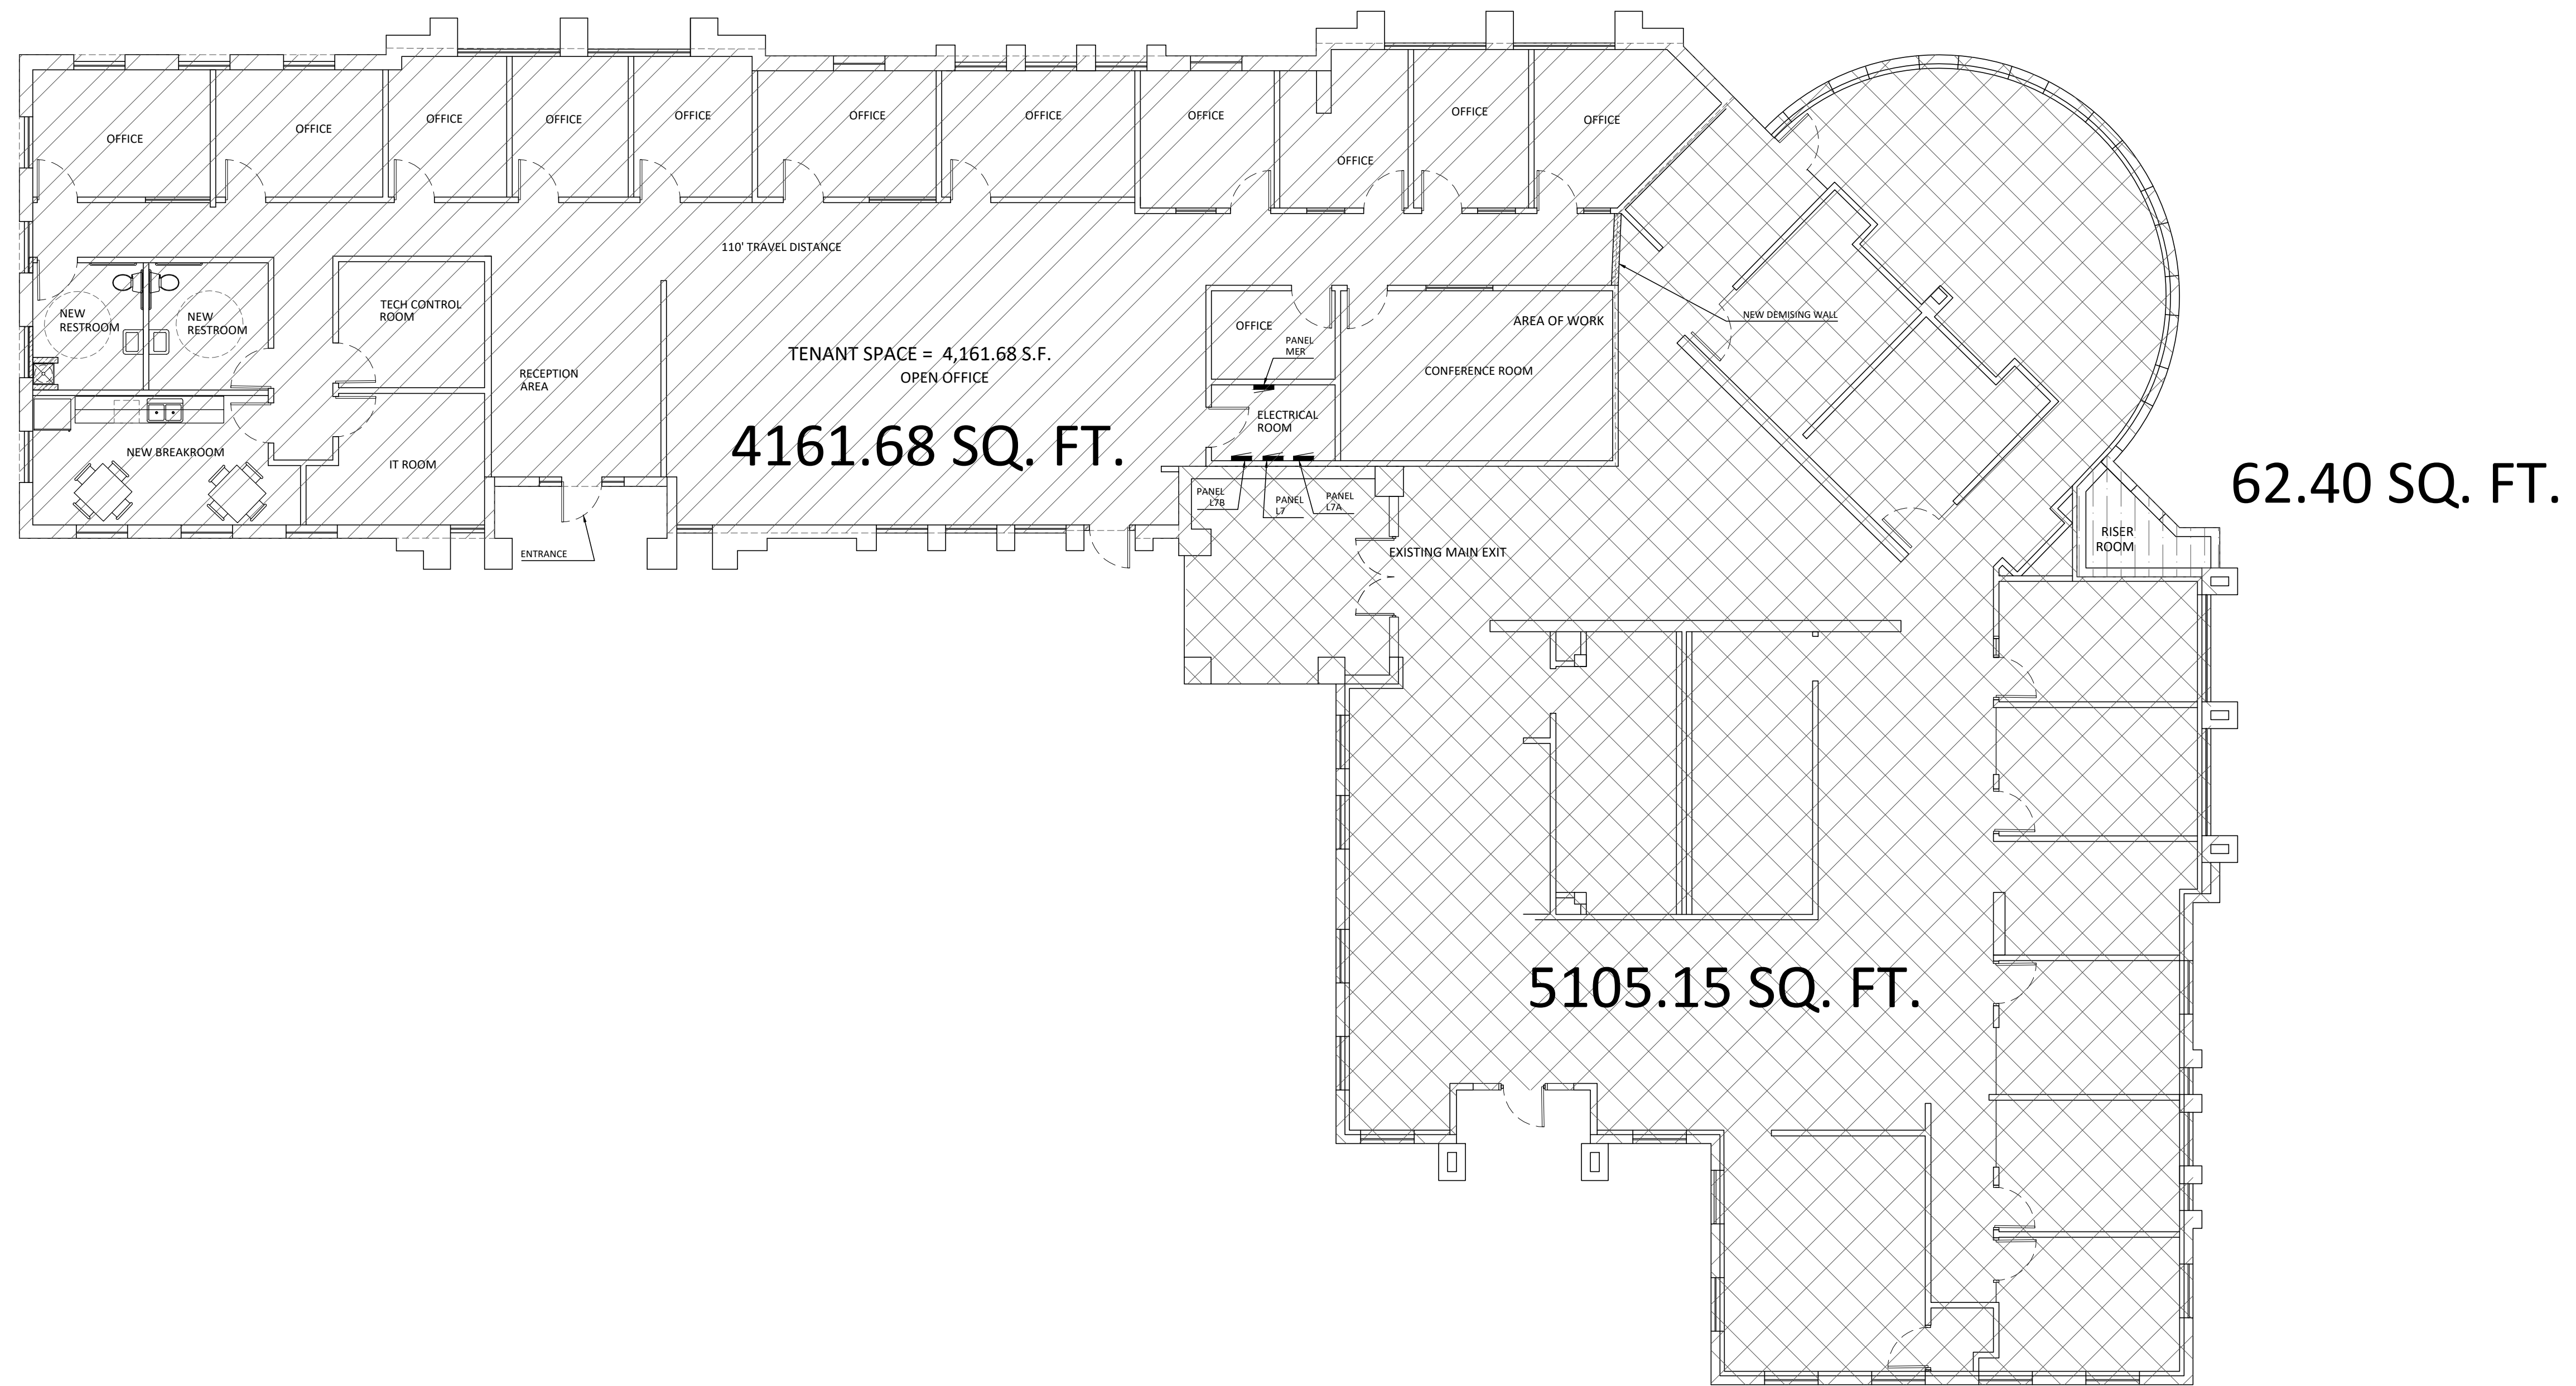 OFFICE
OFFICE
OFFICE
OFFICE
OFFICE
OFFICE
OFFICE
OFFICE
OFFICE
OFFICE
OFFICE
110' TRAVEL DISTANCE
NEW
RESTROOM
NEW
RESTROOM
TECH CONTROL
ROOM
RECEPTION
AREA
TENANT SPACE = 4,161.68 S.F.
OPEN OFFICE
4161.68 SQ. FT.
OFFICE
PANEL
MER
AREA OF WORK
NEW DEMISING WALL
CONFERENCE ROOM
ELECTRICAL
ROOM
NEW BREAKROOM
IT ROOM
PANEL
L7B
PANEL
L7
PANEL
L7A
ENTRANCE
EXISTING MAIN EXIT
RISER
ROOM
62.40 SQ. FT.
5105.15 SQ. FT.